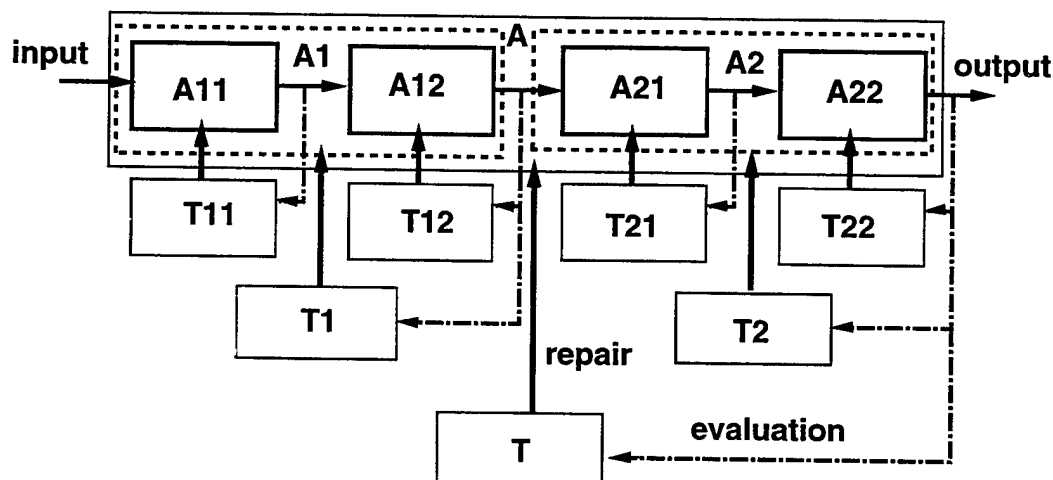 input
A11
A1
A12
A
A21
A2
A22
output
T11
T12
T21
T22
T1
T2
repair
T
evaluation